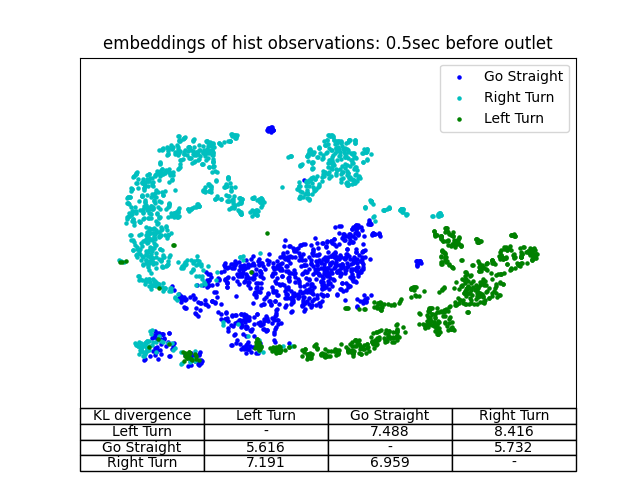 embeddings of hist observations: 0.5sec before outlet
Go Straight
Right Turn
Left Turn
KL divergence Left Turn Go Straight Right Turn
Left Turn - 7.488 8.416
Go Straight 5.616 - 5.732
Right Turn 7.191 6.959 -